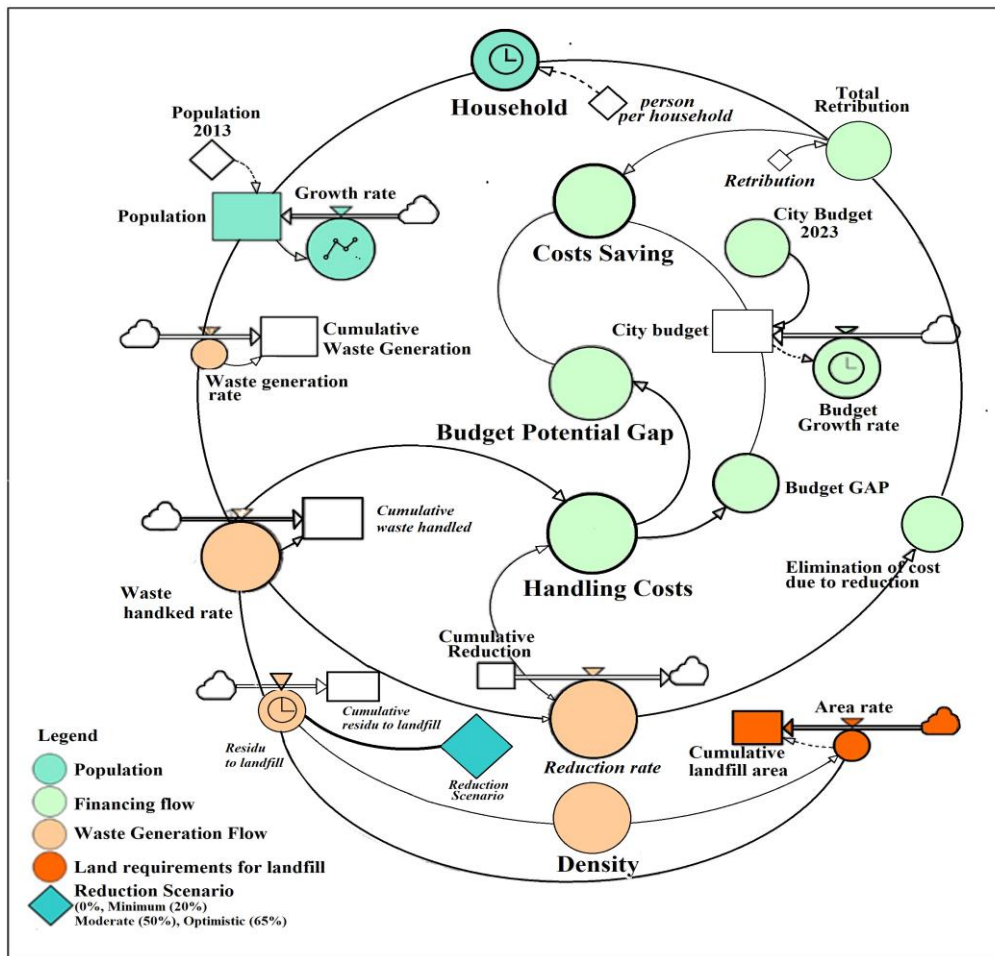 Household
person
per household
Total
Retribution
Population
2013
Retribution
Growth rate
Population
City Budget
2023
Costs Saving
City budget
Cumulative
Waste Generation
Waste generation
rate
Budget
Growth rate
Budget Potential Gap
Budget GAP
Cumulative
waste handled
Elimination of cost
due to reduction
Handling Costs
Waste
handked rate
Cumulative
Reduction
Cumulative
residu to landfill
Area rate
Residu
to landfill
Reduction
Scenario
Reduction rate
Cumulative
landfill area
Density
Legend
Population
Financing flow
Waste Generation Flow
Land requirements for landfill
Reduction Scenario
(0%, Minimum (20%)
Moderate (50%), Optimistic (65%)